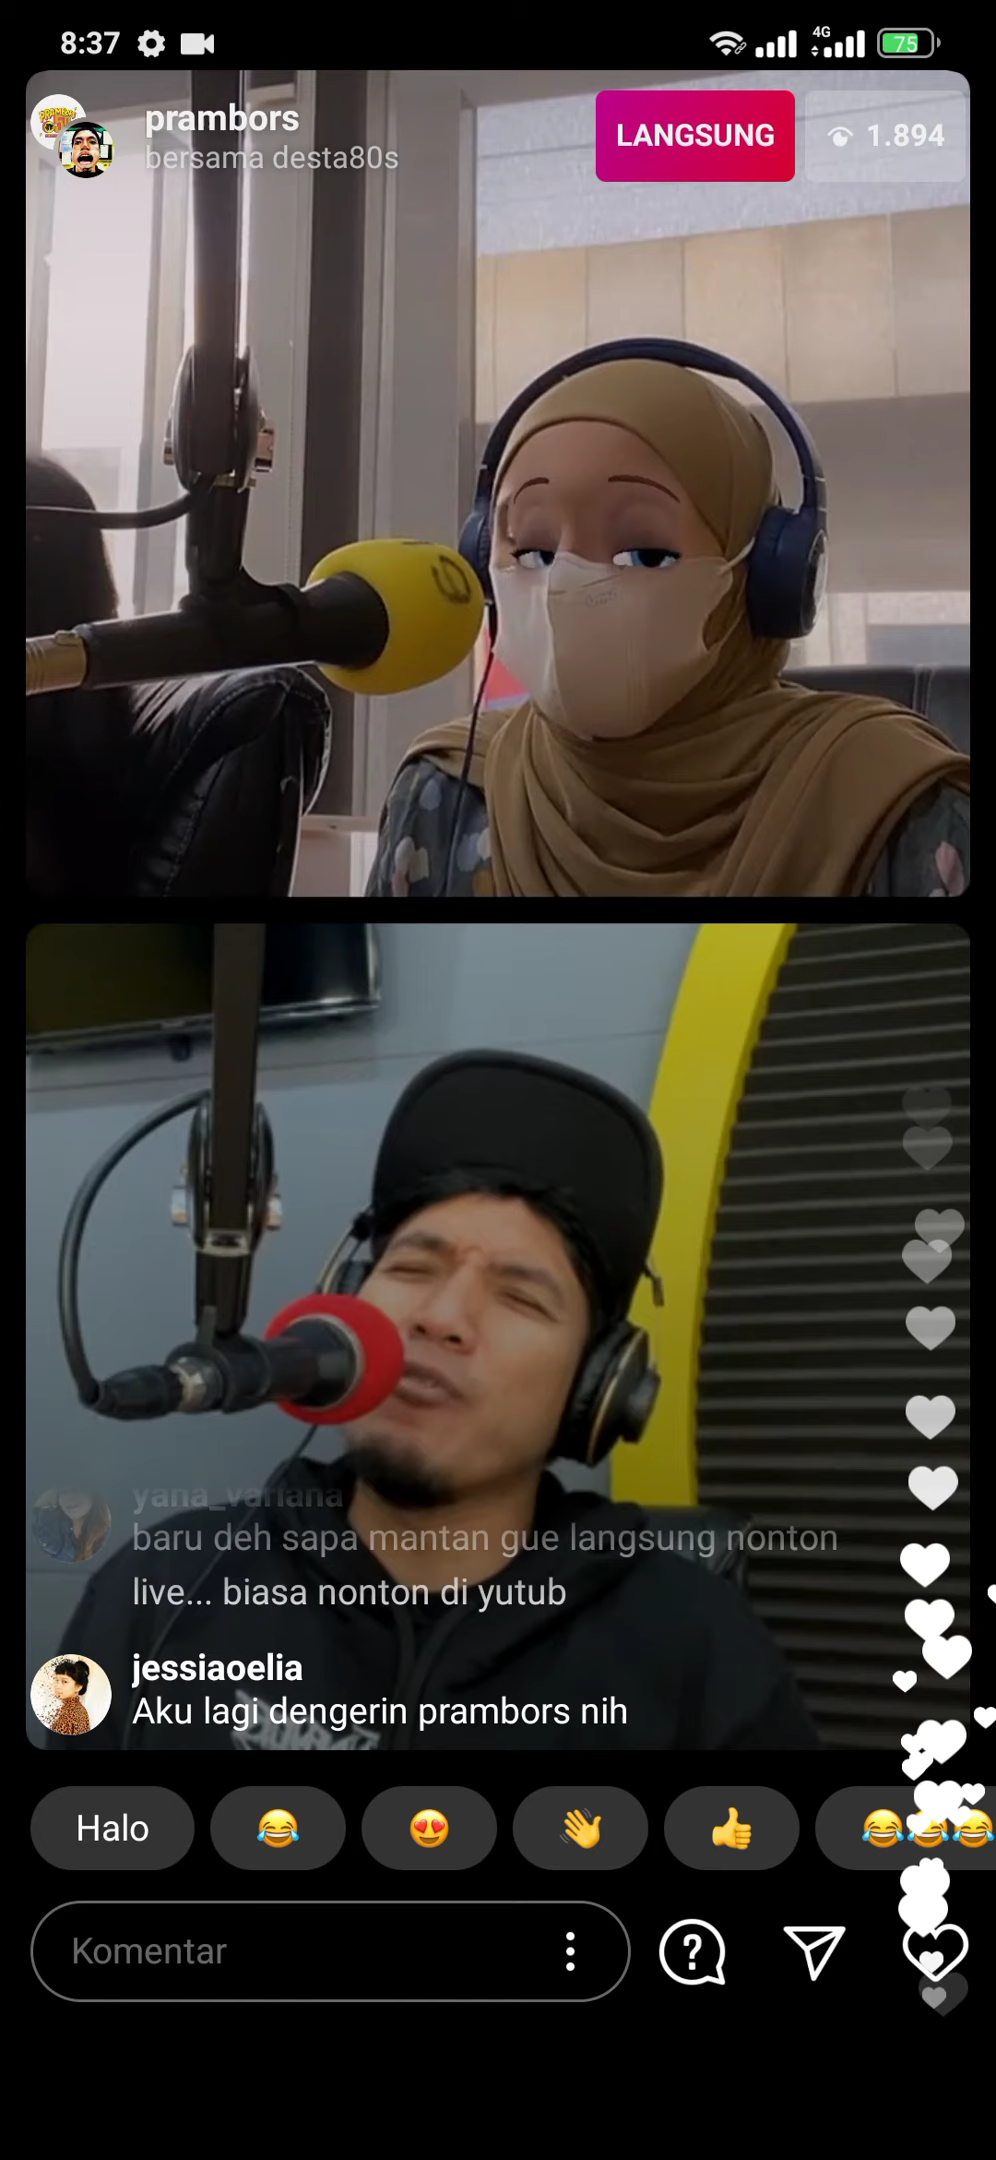 8:37
4G
75
prambors
bersama desta80s
LANGSUNG
1.894
yana_variana
baru deh sapa mantan gue langsung nonton
live... biasa nonton di yutub
jessiaoelia
Aku lagi dengerin prambors nih
Halo
Komentar